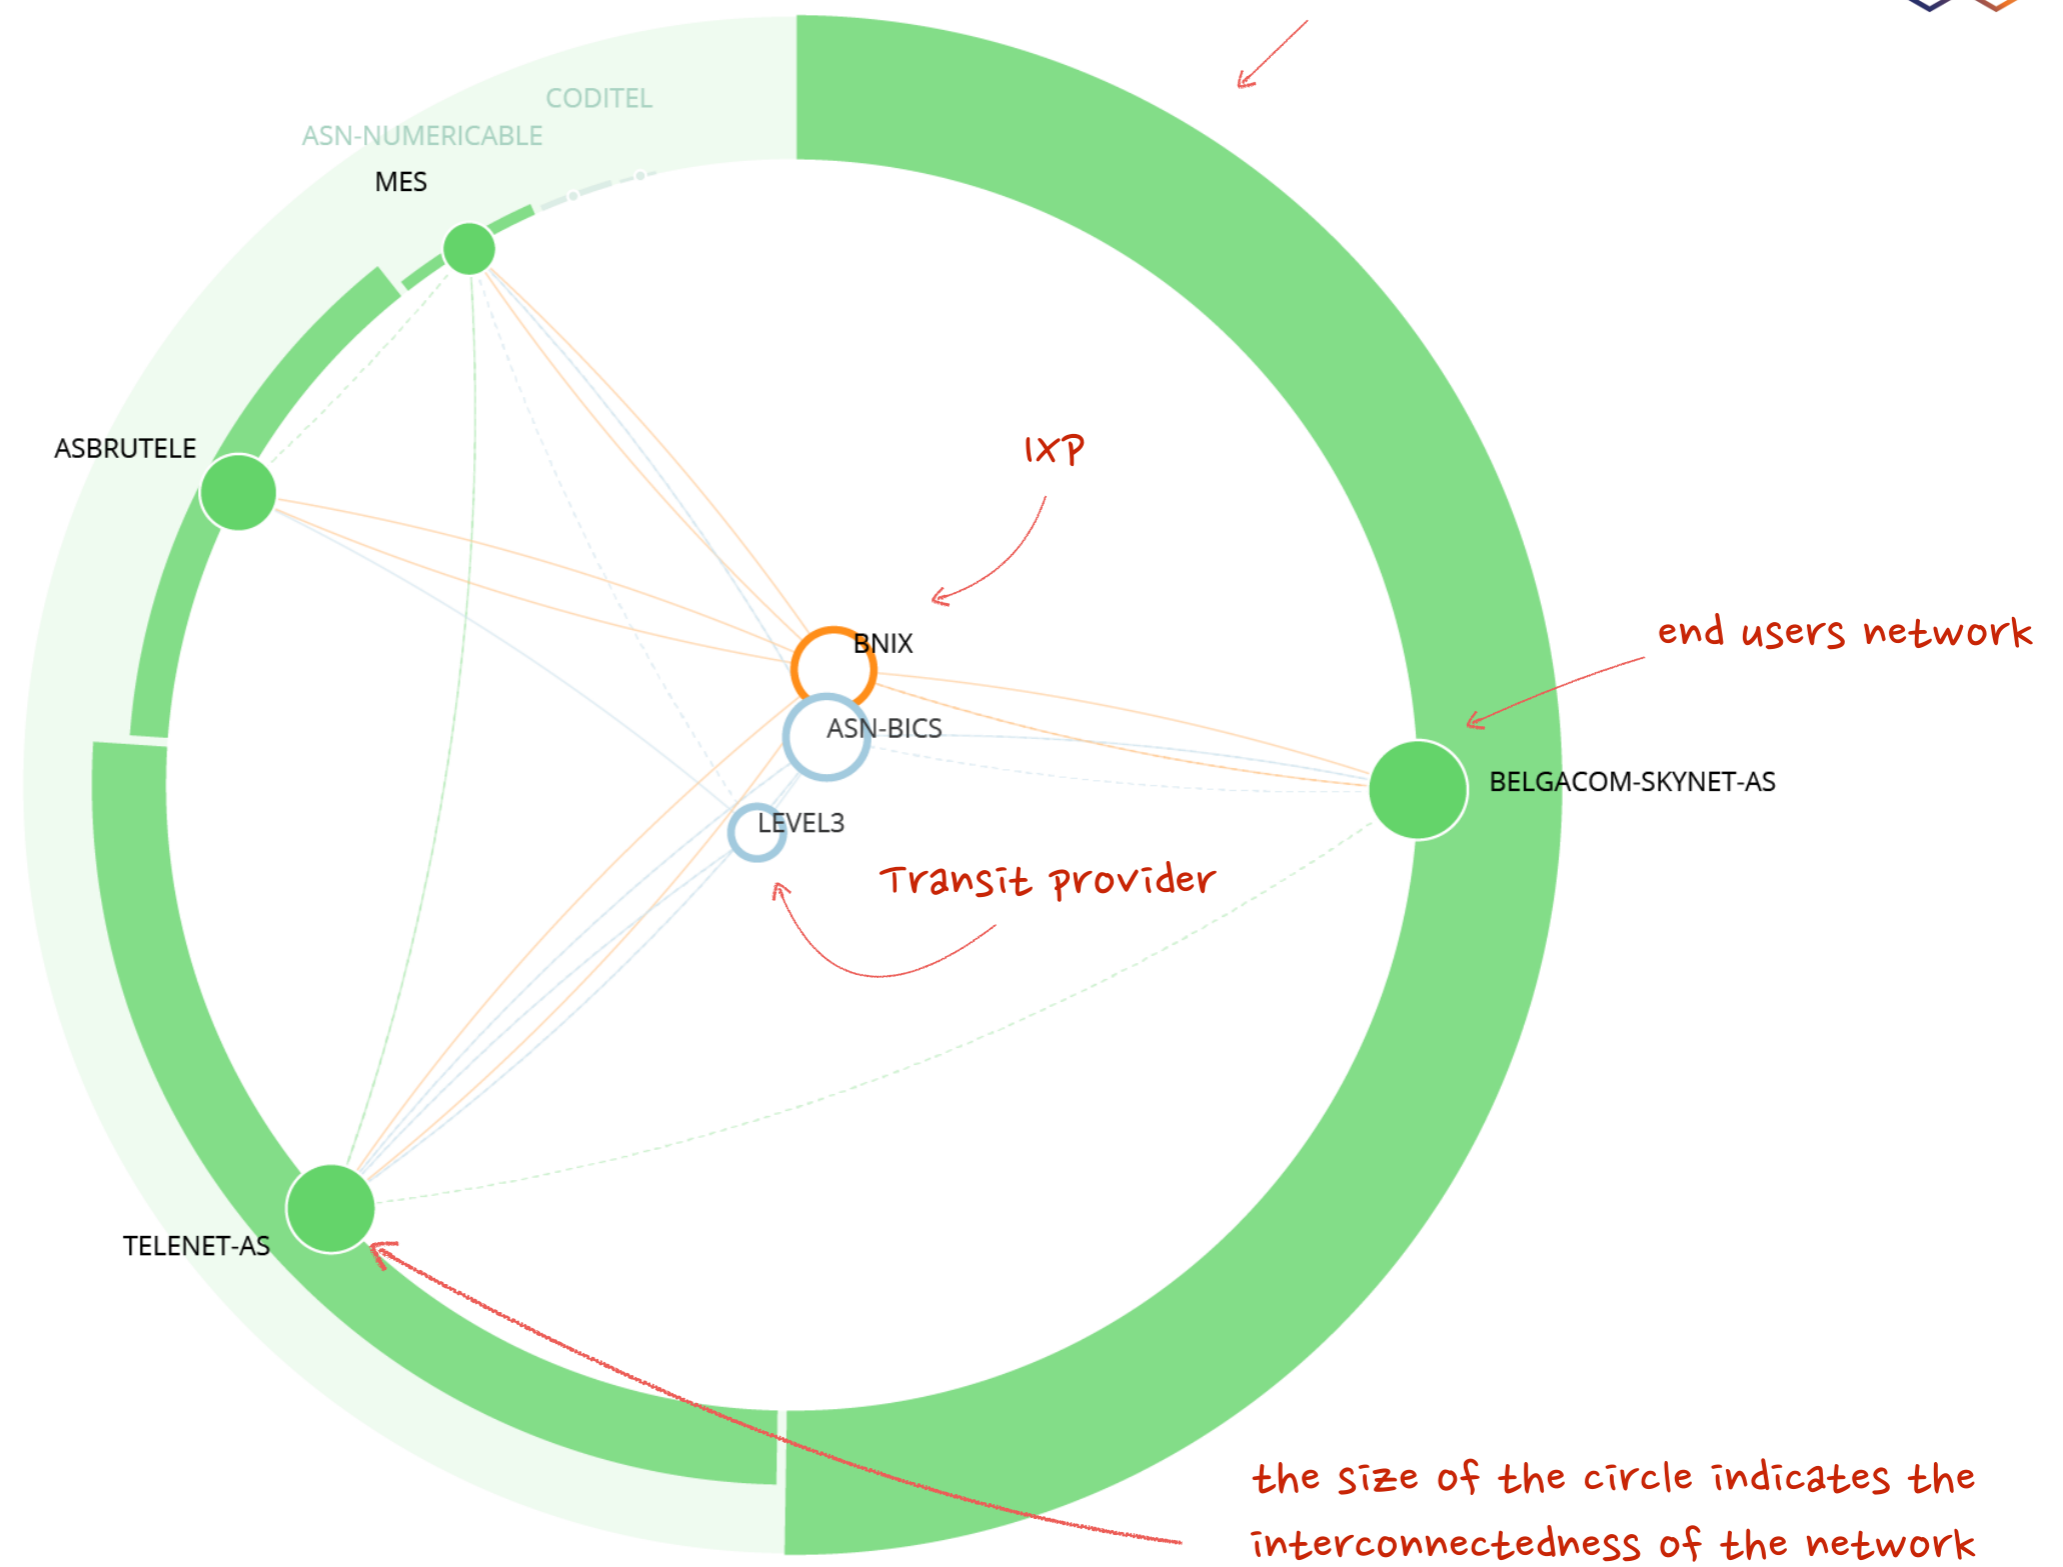 CODITEL
ASN-NUMERICABLE
MES
ASBRUTELE
IXP
end users network
BNIX
ASN-BICS
BELGACOM-SKYNET-AS
LEVEL3
Transit provider
TELENET-AS
the size of the circle indicates the
interconnectedness of the network